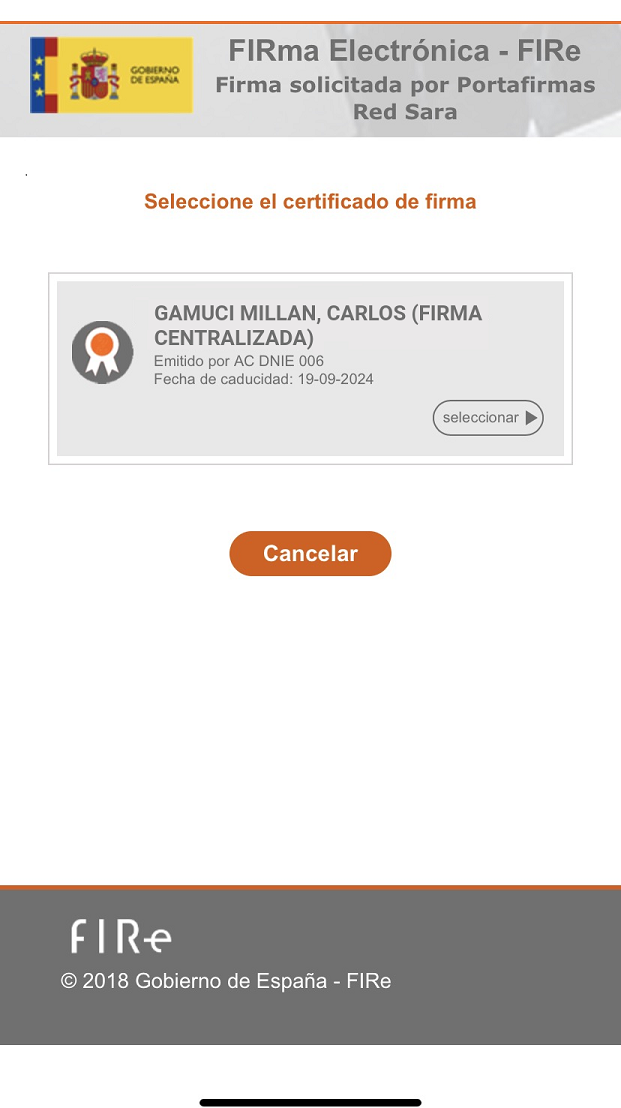 GOBIERNO
DE ESPAÑA
FIRma Electrónica - FIRe
Firma solicitada por Portafirmas
Red Sara
.
Seleccione el certificado de firma
GAMUCI MILLAN, CARLOS (FIRMA
CENTRALIZADA)
Emitido por AC DNIE 006
Fecha de caducidad: 19-09-2024
seleccionar
Cancelar
FIRe
© 2018 Gobierno de España - FIRe